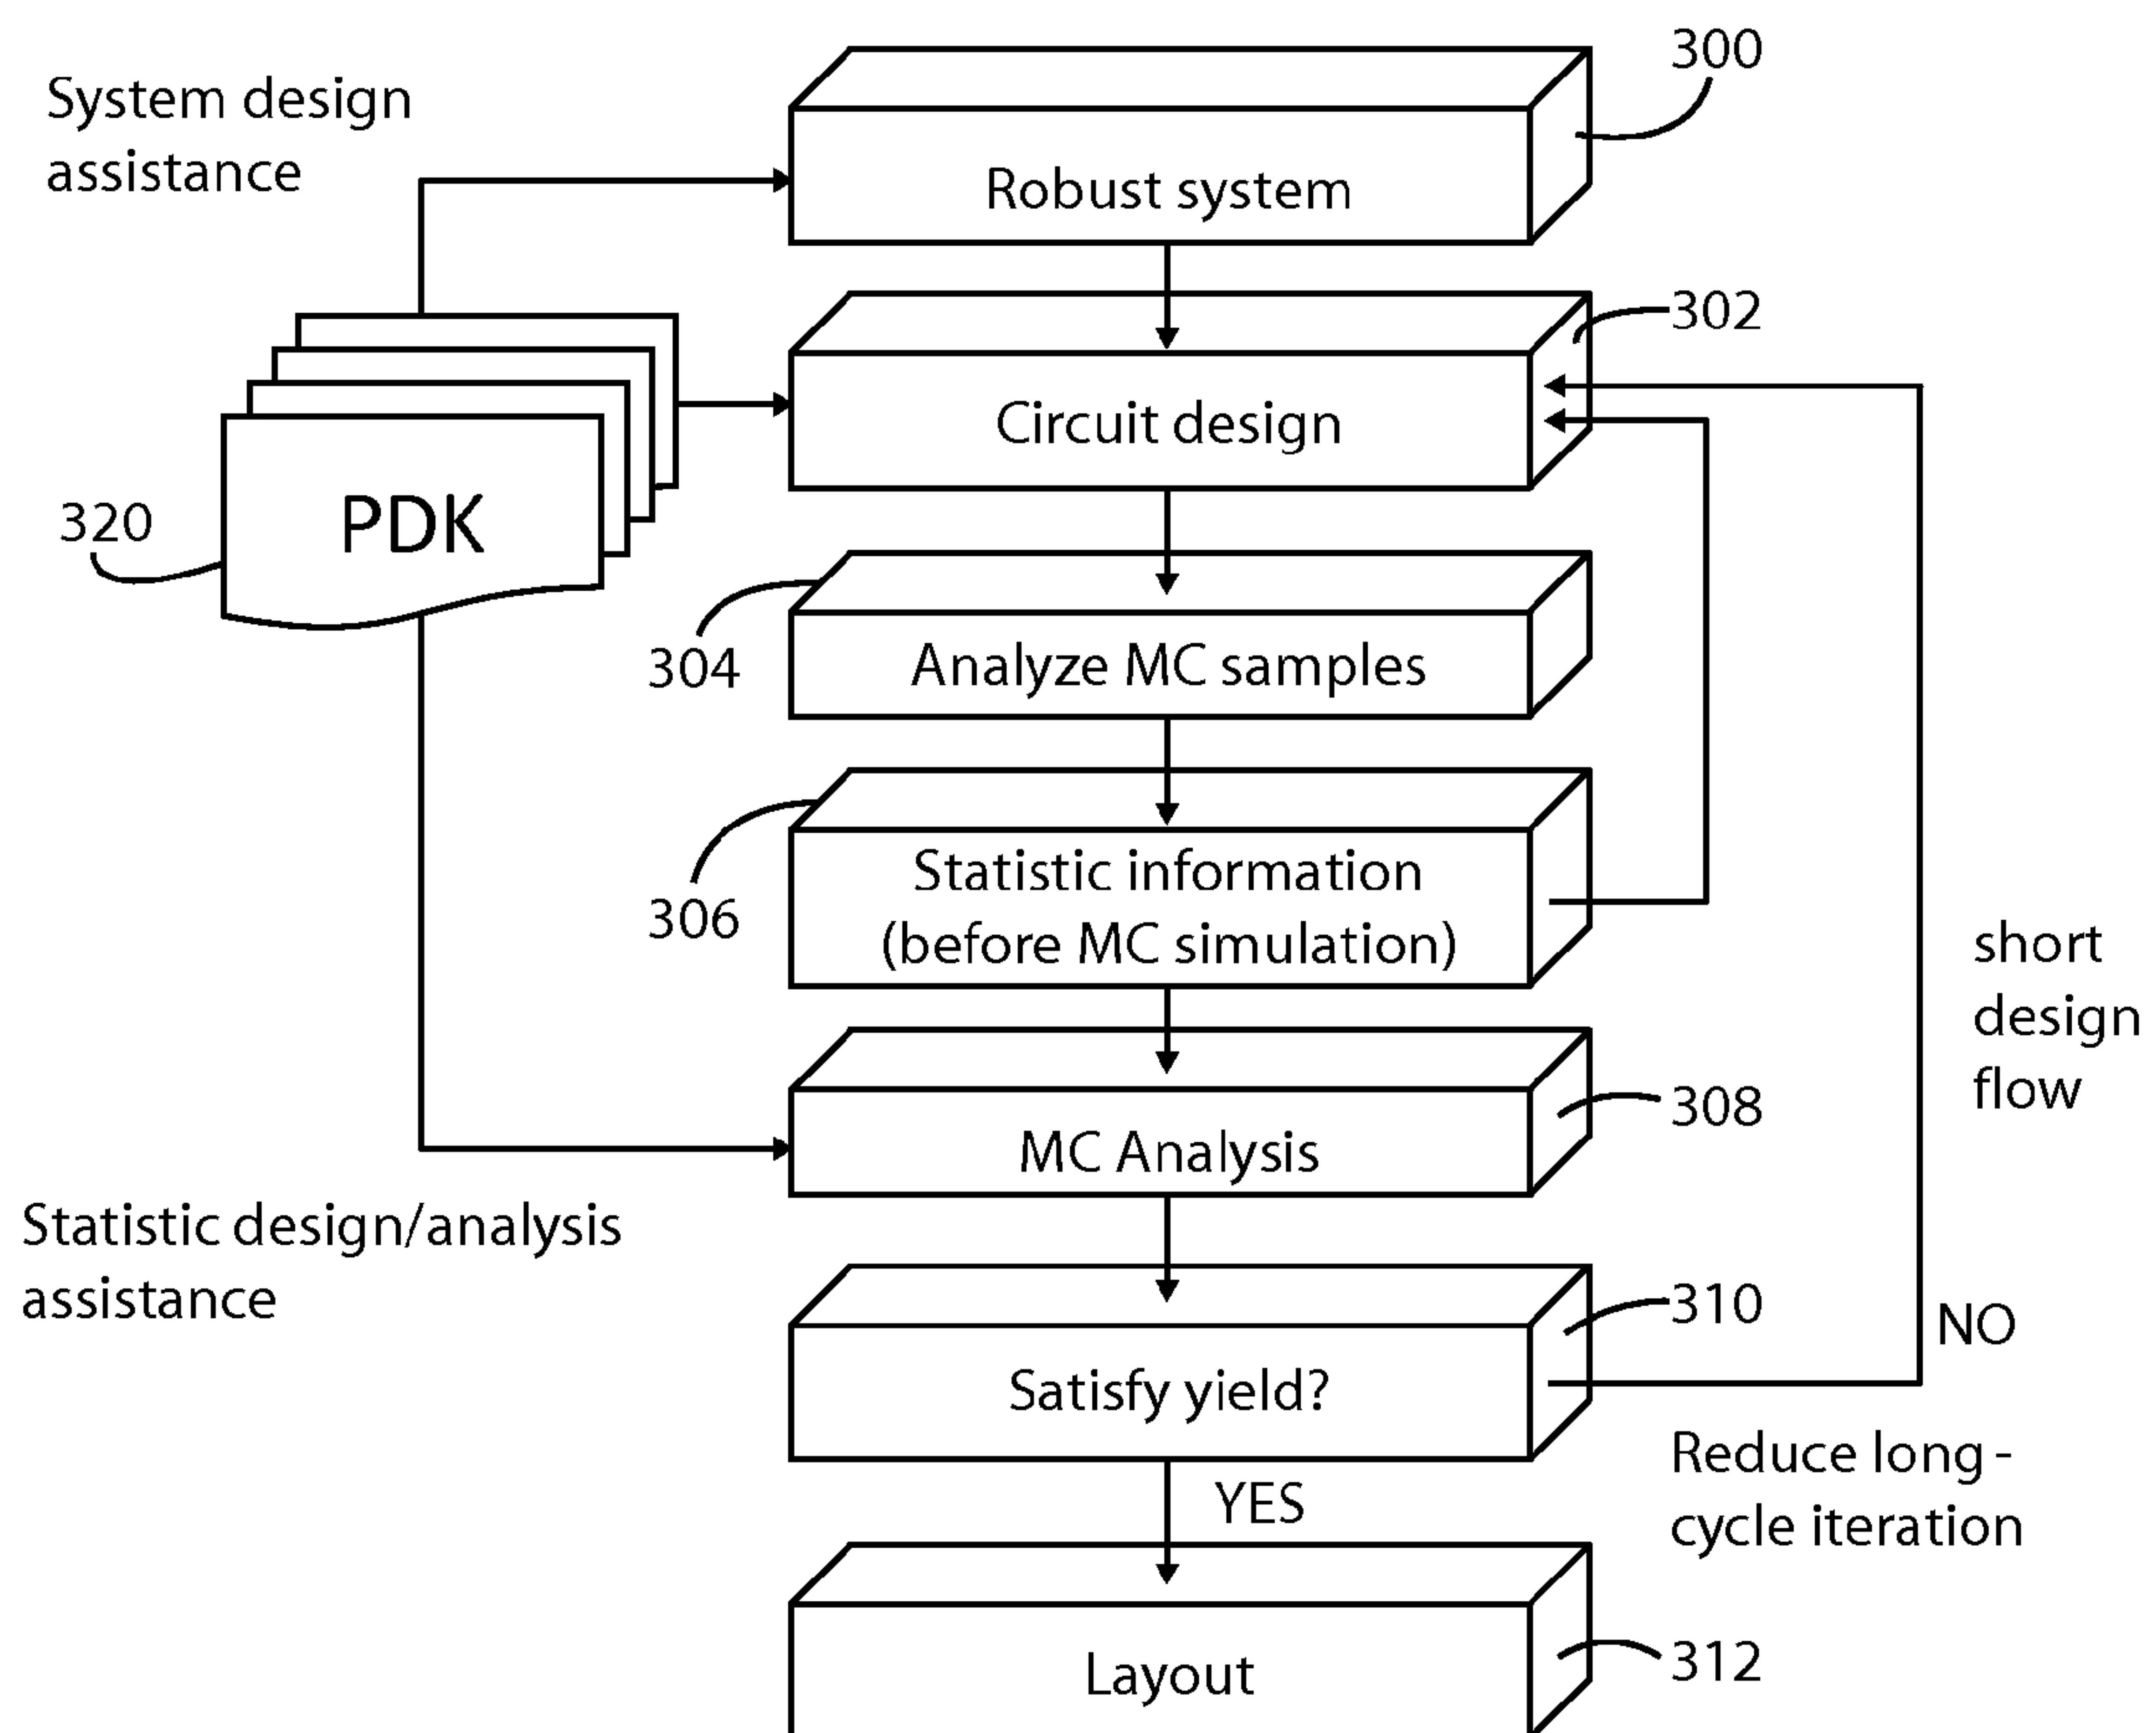 300
System design
assistance
Robust system
302
Circuit design
320
PDK
304
Analyze MC samples
306
Statistic information
(before MC simulation)
short
design
flow
308
MC Analysis
Statistic design/analysis
assistance
310
NO
Satisfy yield?
Reduce long -
cycle iteration
YES
312
Layout